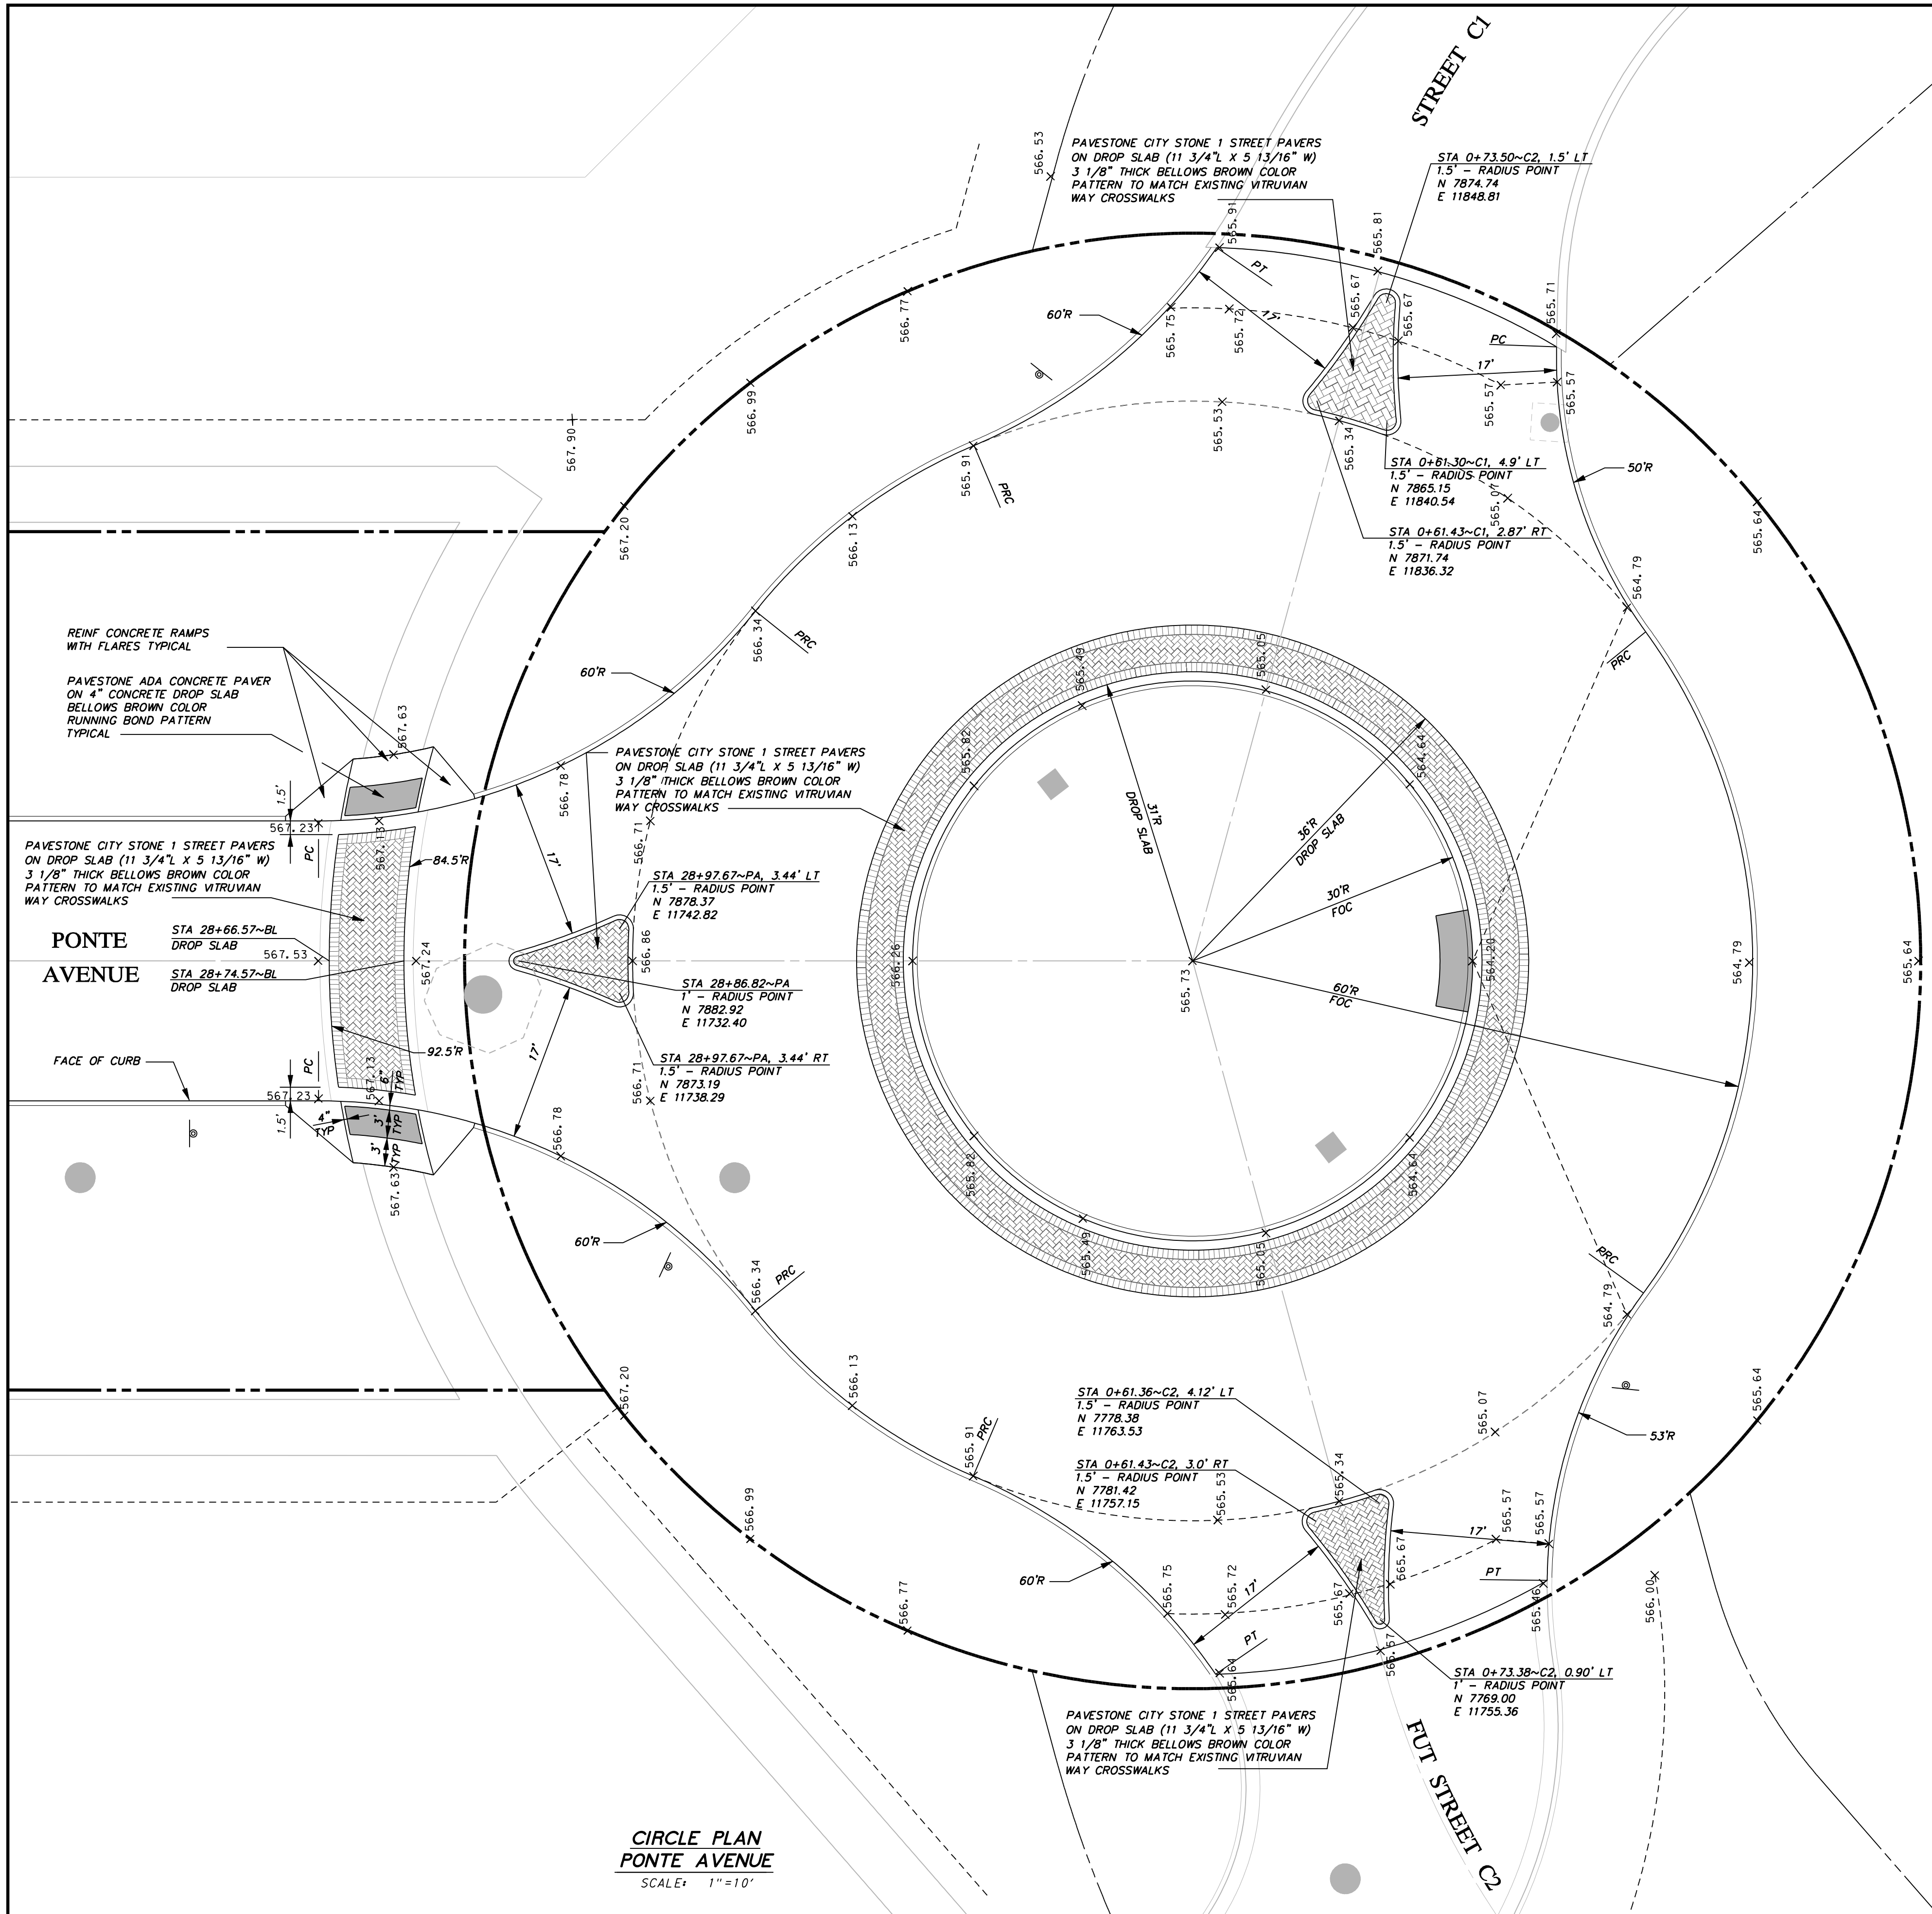 STREET C1
566.53
PAVESTONE CITY STONE 1 STREET PAVERS
ON DROP SLAB (11 3/4"L X 5 13/16" W)
3 1/8" THICK BELLOWS BROWN COLOR
PATTERN TO MATCH EXISTING VITRUVIAN
WAY CROSSWALKS
STA 0+73.50~C2, 1.5' LT
1.5' - RADIUS POINT
N 7874.74
E 11848.81
565.91
565.81
PT
565.67
565.67
565.71
566.77
60'R
565.75
565.72
17'
PC
17'
565.57
565.57
566.99
567.90
565.53
565.34
565.91
PRC
STA 0+61.30~C1, 4.9' LT
1.5' - RADIUS POINT
N 7865.15
E 11840.54
50'R
565.07
567.20
566.13
565.64
STA 0+61.43~C1, 2.87' RT
1.5' - RADIUS POINT
N 7871.74
E 11836.32
564.79
566.34
PRC
PRC
REINF CONCRETE RAMPS
WITH FLARES TYPICAL
60'R
565.49
565.05
PAVESTONE ADA CONCRETE PAVER
ON 4" CONCRETE DROP SLAB
BELLOWS BROWN COLOR
RUNNING BOND PATTERN
TYPICAL
567.63
566.78
PAVESTONE CITY STONE 1 STREET PAVERS
ON DROP SLAB (11 3/4"L X 5 13/16" W)
3 1/8" THICK BELLOWS BROWN COLOR
PATTERN TO MATCH EXISTING VITRUVIAN
WAY CROSSWALKS
565.82
564.64
31'R
DROP SLAB
36'R
DROP SLAB
1.5'
567.23
PC
567.13
566.71
PAVESTONE CITY STONE 1 STREET PAVERS
ON DROP SLAB (11 3/4"L X 5 13/16" W)
3 1/8" THICK BELLOWS BROWN COLOR
PATTERN TO MATCH EXISTING VITRUVIAN
WAY CROSSWALKS
84.5'R
17'
STA 28+97.67~PA, 3.44' LT
1.5' - RADIUS POINT
N 7878.37
E 11742.82
30'R
FOC
PONTE
AVENUE
STA 28+66.57~BL
DROP SLAB
567.53
STA 28+74.57~BL
DROP SLAB
567.24
566.86
566.26
565.73
564.20
564.79
565.64
STA 28+86.82~PA
1' - RADIUS POINT
N 7882.92
E 11732.40
60'R
FOC
FACE OF CURB
92.5'R
17'
STA 28+97.67~PA, 3.44' RT
1.5' - RADIUS POINT
N 7873.19
E 11738.29
PC
567.23
567.13
6"
TYP
1.5'
4"
TYP
3'
TYP
3'
TYP
567.63
566.71
566.78
565.82
564.64
565.49
565.05
60'R
566.34
PRC
PRC
564.79
567.20
566.13
565.64
STA 0+61.36~C2, 4.12' LT
1.5' - RADIUS POINT
N 7778.38
E 11763.53
565.07
53'R
565.91
PRC
STA 0+61.43~C2, 3.0' RT
1.5' - RADIUS POINT
N 7781.42
E 11757.15
565.53
565.34
566.99
565.57
565.57
17'
60'R
566.77
565.75
565.72
17'
565.67
565.67
PT
565.46
566.00
PT
565.64
565.57
STA 0+73.38~C2, 0.90' LT
1' - RADIUS POINT
N 7769.00
E 11755.36
PAVESTONE CITY STONE 1 STREET PAVERS
ON DROP SLAB (11 3/4"L X 5 13/16" W)
3 1/8" THICK BELLOWS BROWN COLOR
PATTERN TO MATCH EXISTING VITRUVIAN
WAY CROSSWALKS
FUT STREET C2
CIRCLE PLAN
PONTE AVENUE
SCALE: 1"=10'